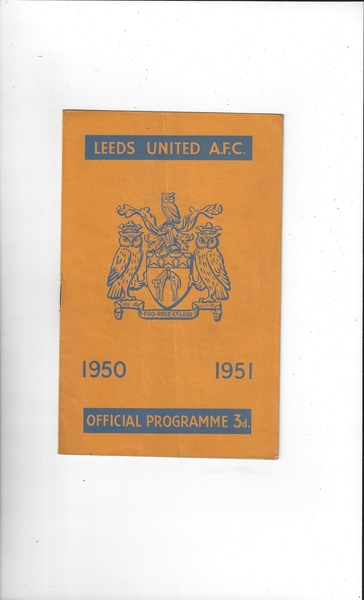 LEEDS UNITED A.F.C.
PRO·REGE·ET·LEGE
1950 1951
OFFICIAL PROGRAMME 3d.